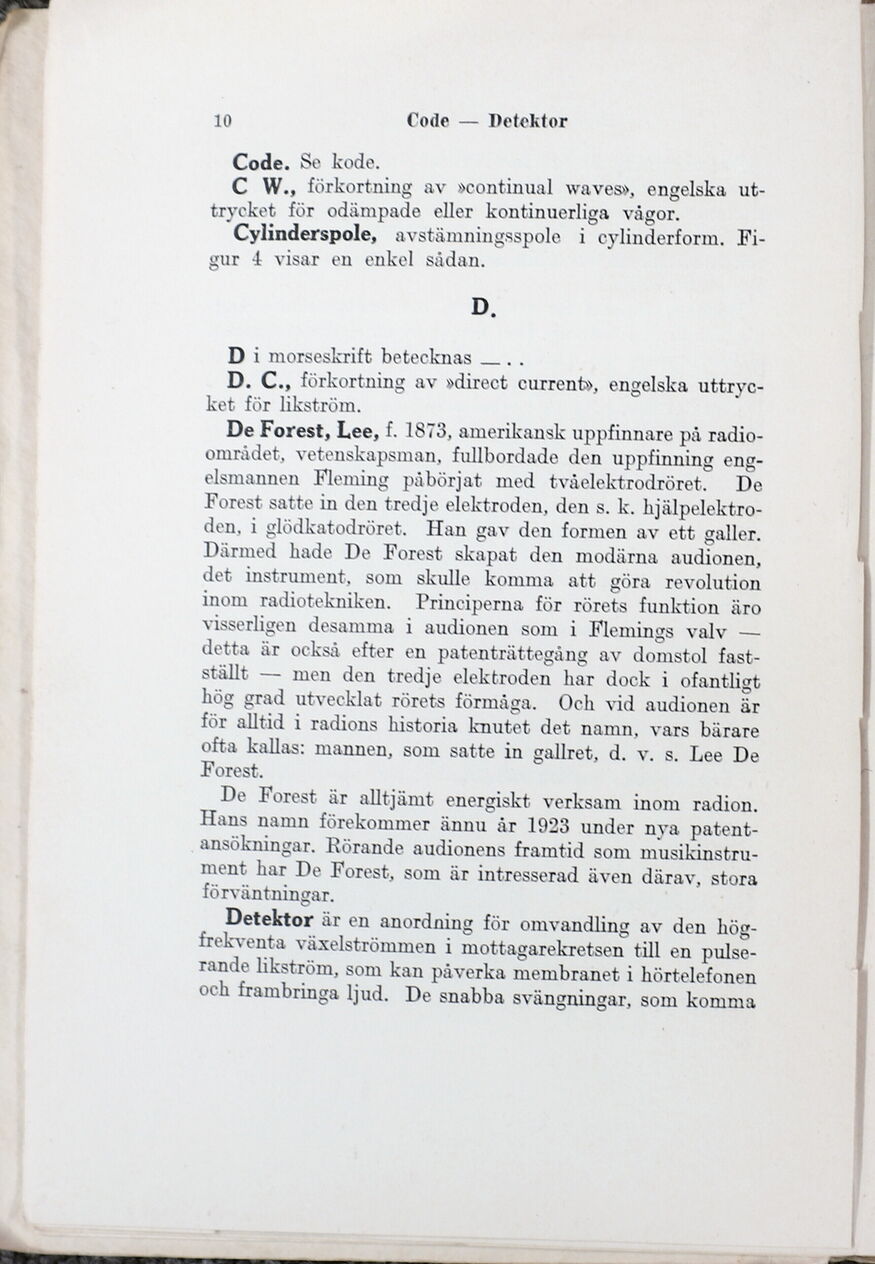 10 Code — Detektor
Code. Se kode.
C W., förkortning av »continual waves», engelska ut-
trycket för odämpade eller kontinuerliga vågor.
Cylinderspole, avstämningsspole i cylinderform. Fi-
gur 4 visar en enkel sådan.
D.
D i morseskrift betecknas — . .
D. C., förkortning av »direct current», engelska uttryc-
ket för likström.
De Forest, Lee, f. 1873, amerikansk uppfinnare på radio-
området, vetenskapsman, fullbordade den uppfinning eng-
elsmannen Fleming påbörjat med tvåelektrodröret. De
Forest satte in den tredje elektroden, den s. k. hjälpelektro-
den, i glödkatodröret. Han gav den formen av ett galler.
Därmed hade De Forest skapat den modärna audionen,
det instrument, som skulle komma att göra revolution
inom radiotekniken. Principerna för rörets funktion äro
visserligen desamma i audionen som i Flemings valv —
detta är också efter en patenträttegång av domstol fast-
ställt — men den tredje elektroden har dock i ofantligt
hög grad utvecklat rörets förmåga. Och vid audionen är
för alltid i radions historia knutet det namn, vars bärare
ofta kallas: mannen, som satte in gallret, d. v. s. Lee De
Forest.
De Forest är alltjämt energiskt verksam inom radion.
Hans namn förekommer ännu år 1923 under nya patent-
ansökningar. Rörande audionens framtid som musikinstru-
ment har De Forest, som är intresserad även därav, stora
förväntningar.
Detektor är en anordning för omvandling av den hög-
frekventa växelströmmen i mottagarekretsen till en pulse-
rande likström, som kan påverka membranet i hörtelefonen
och frambringa ljud. De snabba svängningar, som komma